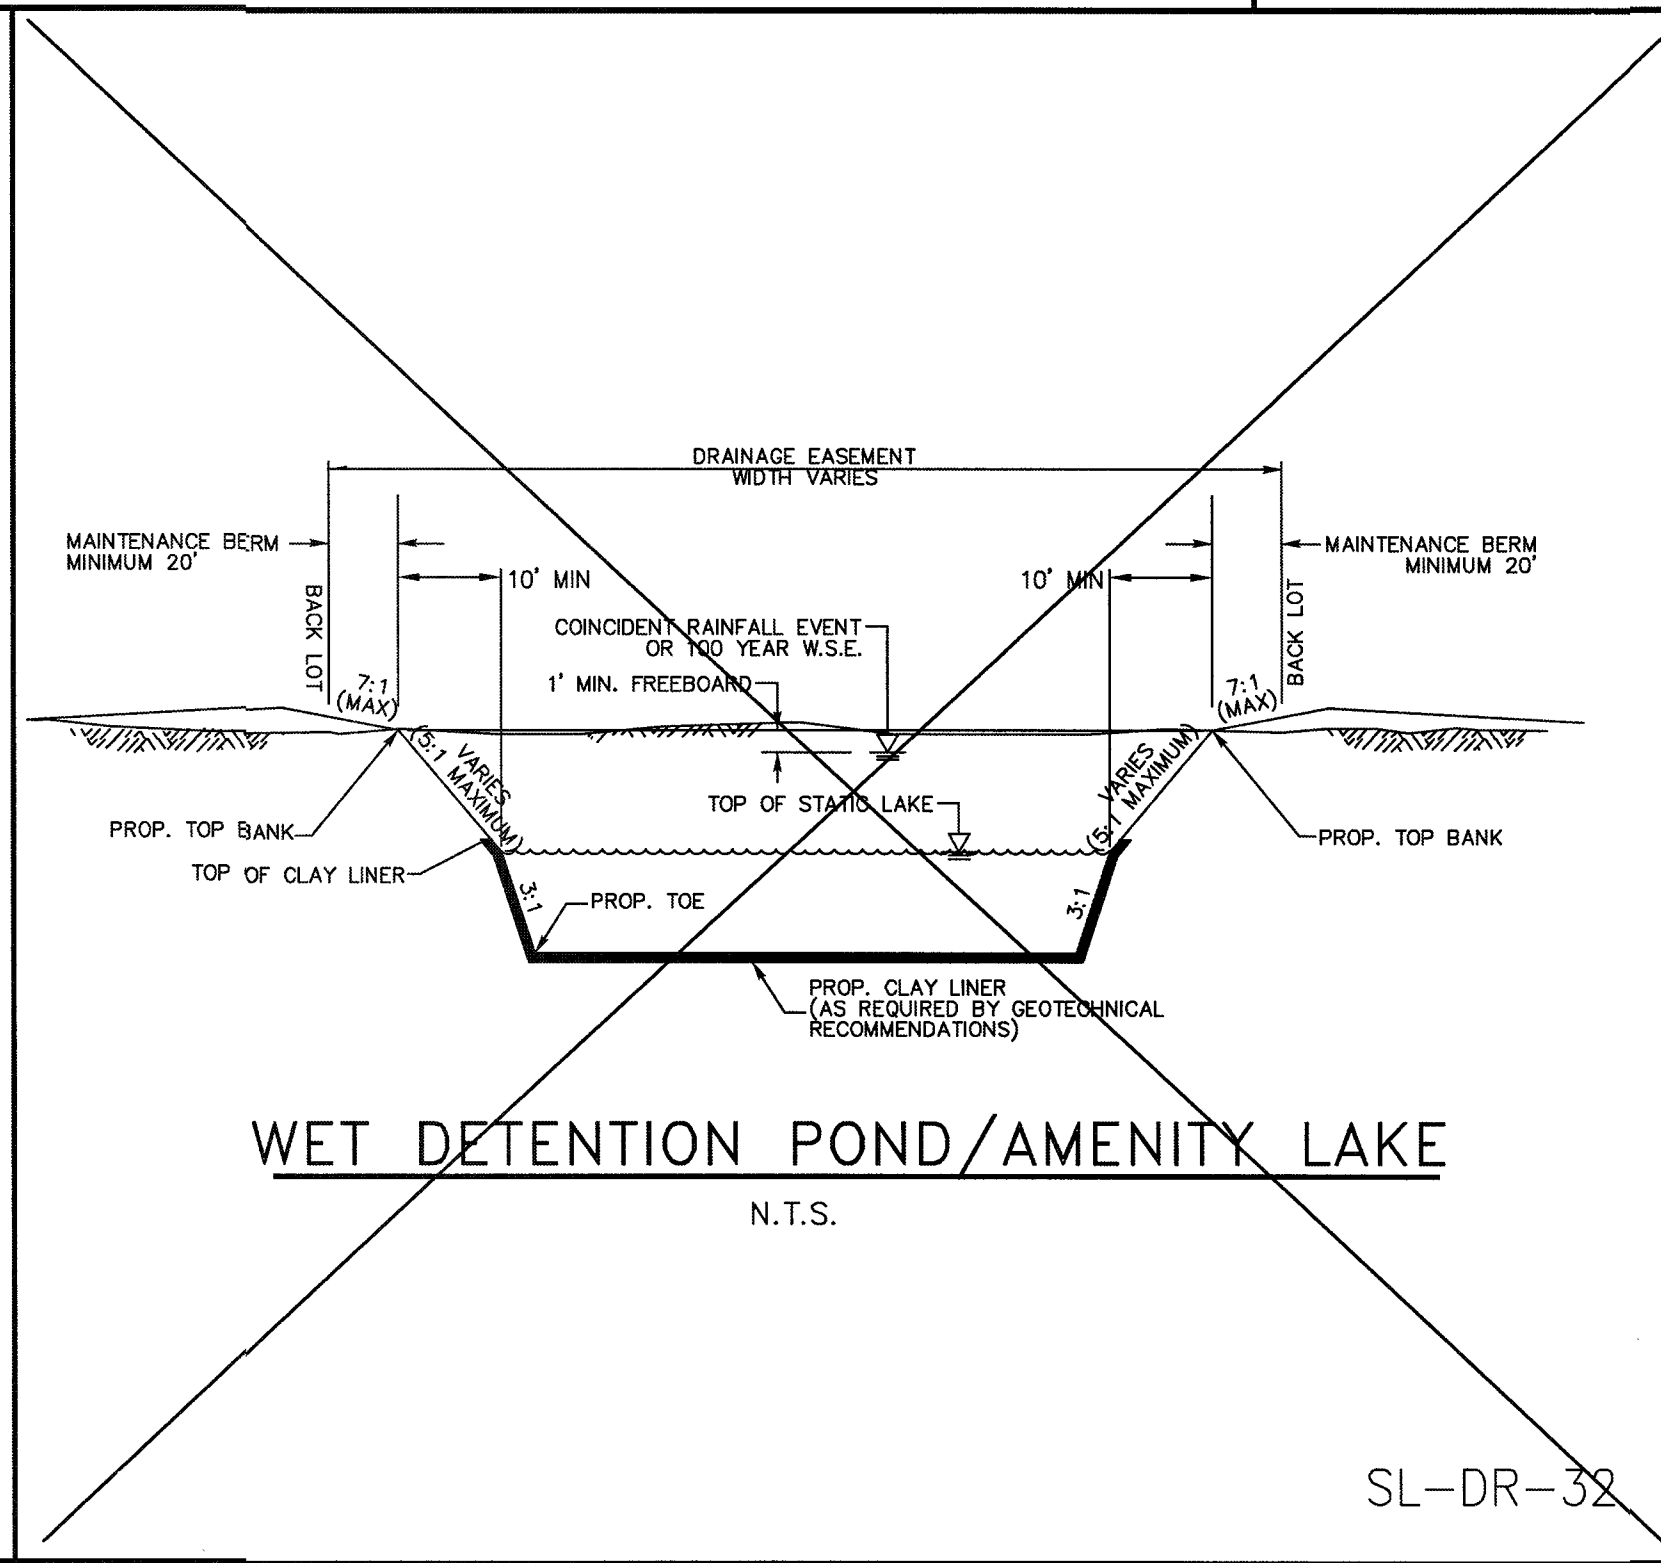 DRAINAGE EASEMENT
WIDTH VARIES
MAINTENANCE BERM
MINIMUM 20'
MAINTENANCE BERM
MINIMUM 20'
10' MIN
10' MIN
BACK LOT
BACK LOT
COINCIDENT RAINFALL EVENT
OR 100 YEAR W.S.E.
1' MIN. FREEBOARD
7:1
(MAX)
7:1
(MAX)
VARIES
(5:1 MAXIMUM)
VARIES
(5:1 MAXIMUM)
TOP OF STATIC LAKE
PROP. TOP BANK
PROP. TOP BANK
TOP OF CLAY LINER
3:1
3:1
PROP. TOE
PROP. CLAY LINER
(AS REQUIRED BY GEOTECHNICAL
RECOMMENDATIONS)
WET DETENTION POND/AMENITY LAKE
N.T.S.
SL-DR-32